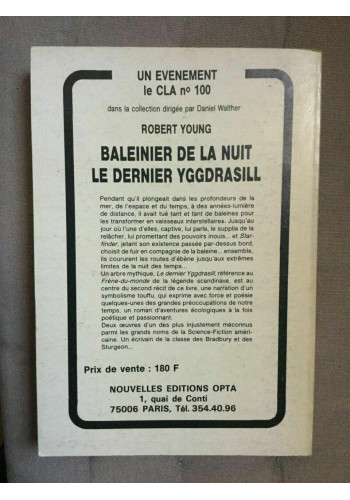 UN EVENEMENT
le CLA nº 100
dans la collection dirigée par Daniel Walther
ROBERT YOUNG
BALEINIER DE LA NUIT
LE DERNIER YGGDRASILL
Pendant qu'il plongeait dans les profondeurs de la
mer, de l'espace et du temps, à des années-lumière
de distance, il avait tué tant et tant de baleines pour
les transformer en vaisseaux interstellaires. Jusqu'au
jour où l'une d'elles, captive, lui parla, le supplia de la
relâcher, lui promettant des pouvoirs inouis... et Star-
finder, jetant son existence passée par-dessus bord,
choisit de fuir en compagnie de la baleine... ensemble,
ils coururent les routes d'ébène jusqu'aux extrêmes
limites de la nuit des temps...
Un arbre mythique, Le dernier Yggdrasill, référence au
Frêne-du-monde de la légende scandinave, est au
centre du second récit de ce livre, une narration d'un
symbolisme touffu, qui exprime avec force et poésie
quelques-unes des grandes préoccupations de notre
temps, un roman d'aventures écologiques à la fois
poétique et passionnant.
Deux œuvres d'un des plus injustement méconnus
parmi les grands noms de la Science-Fiction améri-
caine. Un écrivain de la classe des Bradbury et des
Sturgeon...
Prix de vente : 180 F
NOUVELLES EDITIONS OPTA
1, quai de Conti
75006 PARIS, Tél. 354.40.96